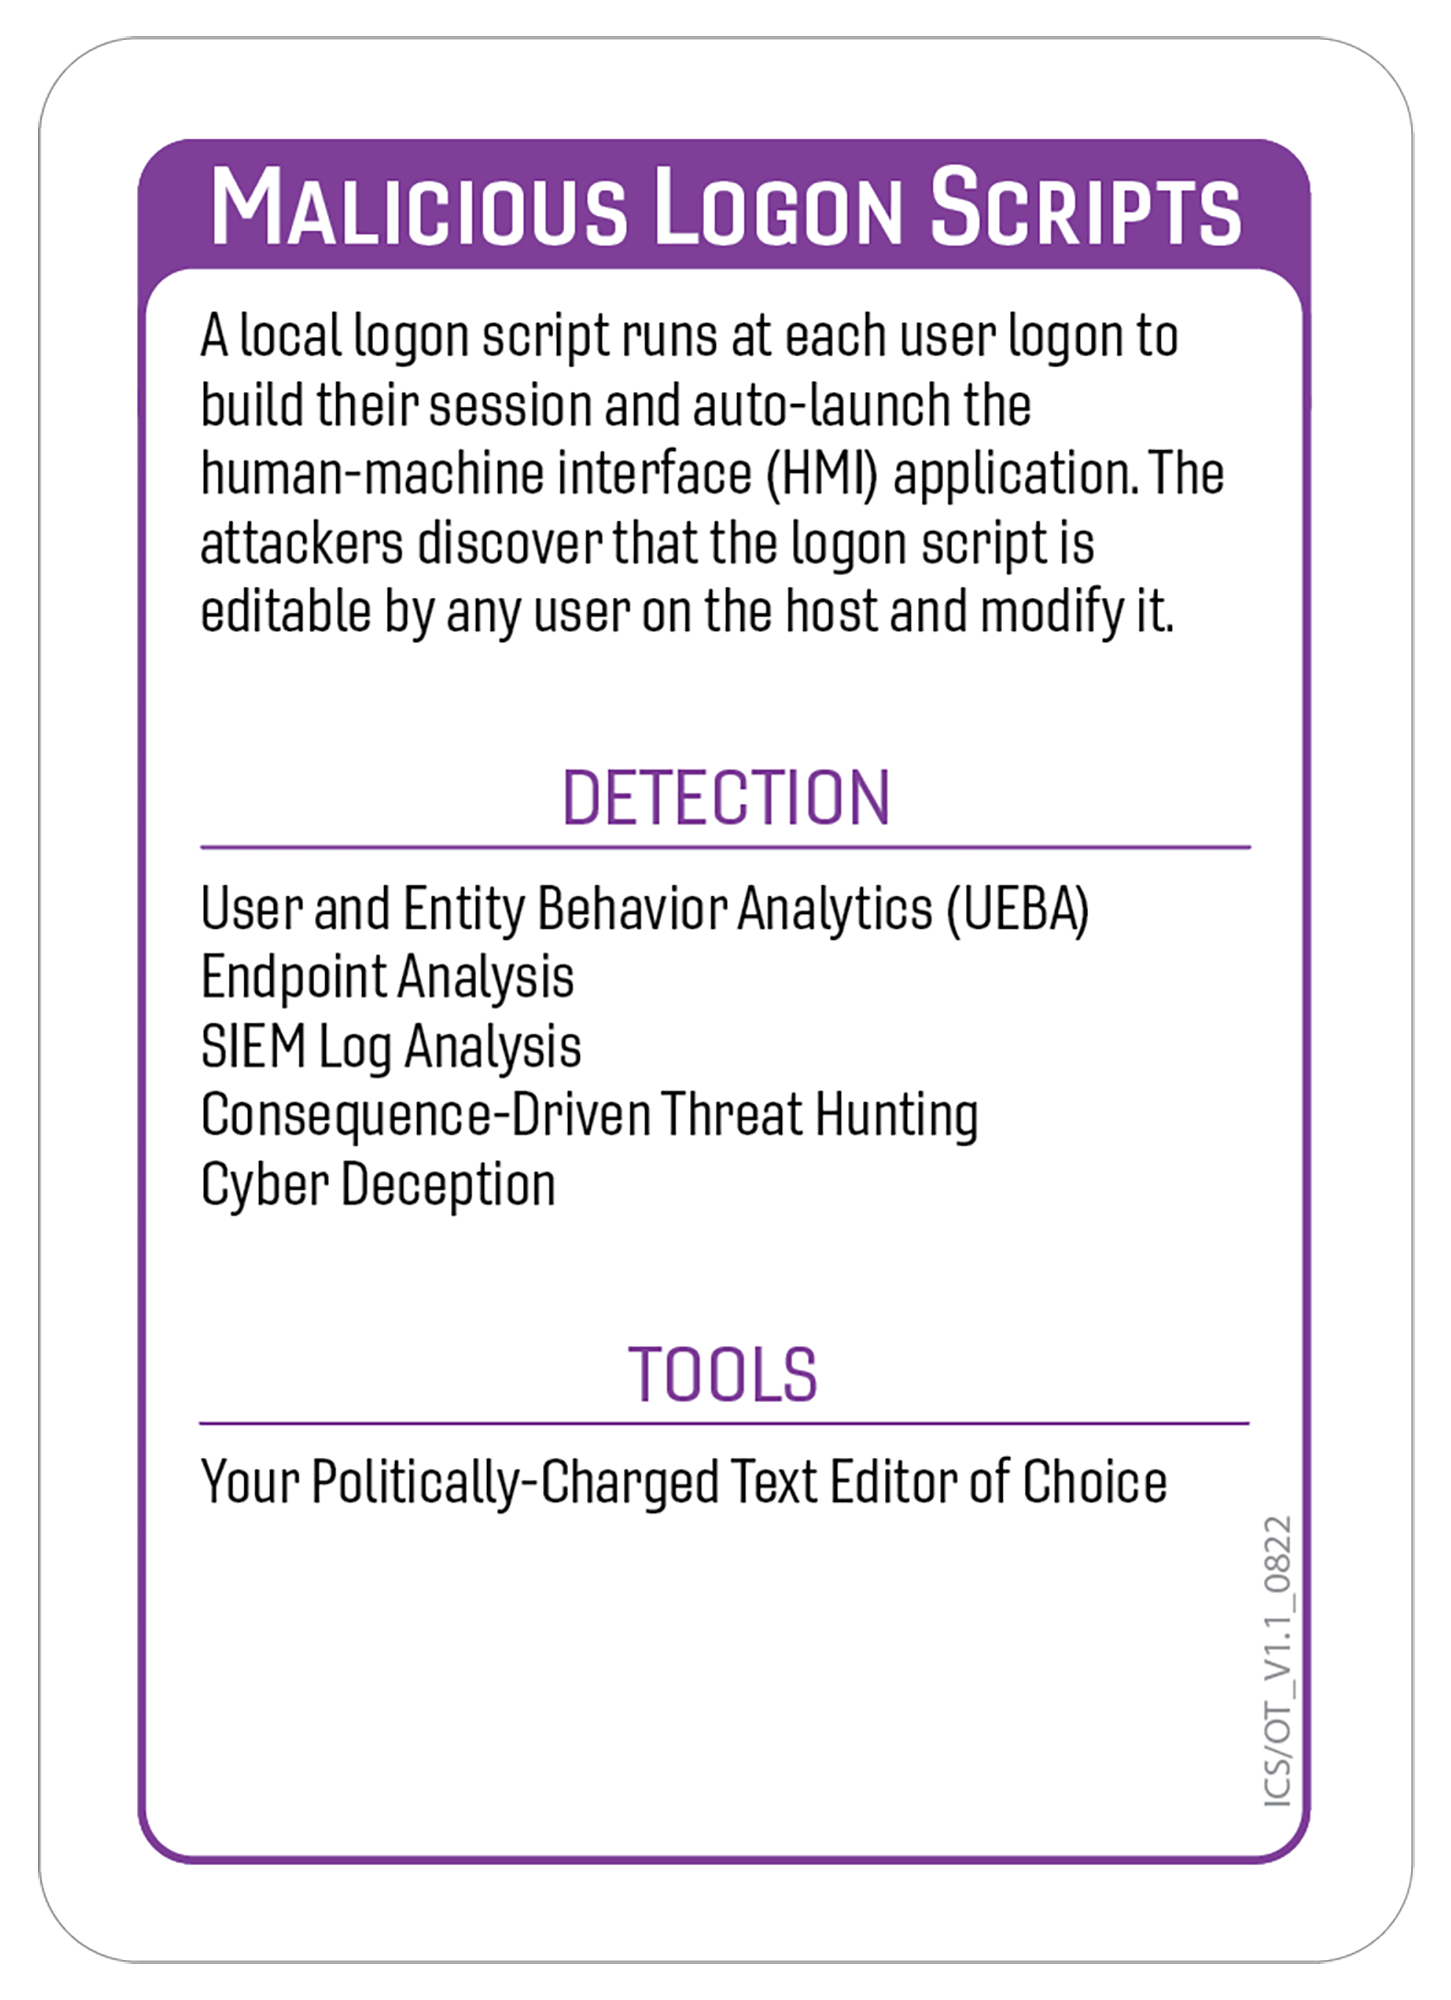 MALICIOUS LOGON SCRIPTS
A local logon script runs at each user logon to
build their session and auto-launch the
human-machine interface (HMI) application. The
attackers discover that the logon script is
editable by any user on the host and modify it.
DETECTION
User and Entity Behavior Analytics (UEBA)
Endpoint Analysis
SIEM Log Analysis
Consequence-Driven Threat Hunting
Cyber Deception
TOOLS
Your Politically-Charged Text Editor of Choice
ICS/OT_V1.1_0822